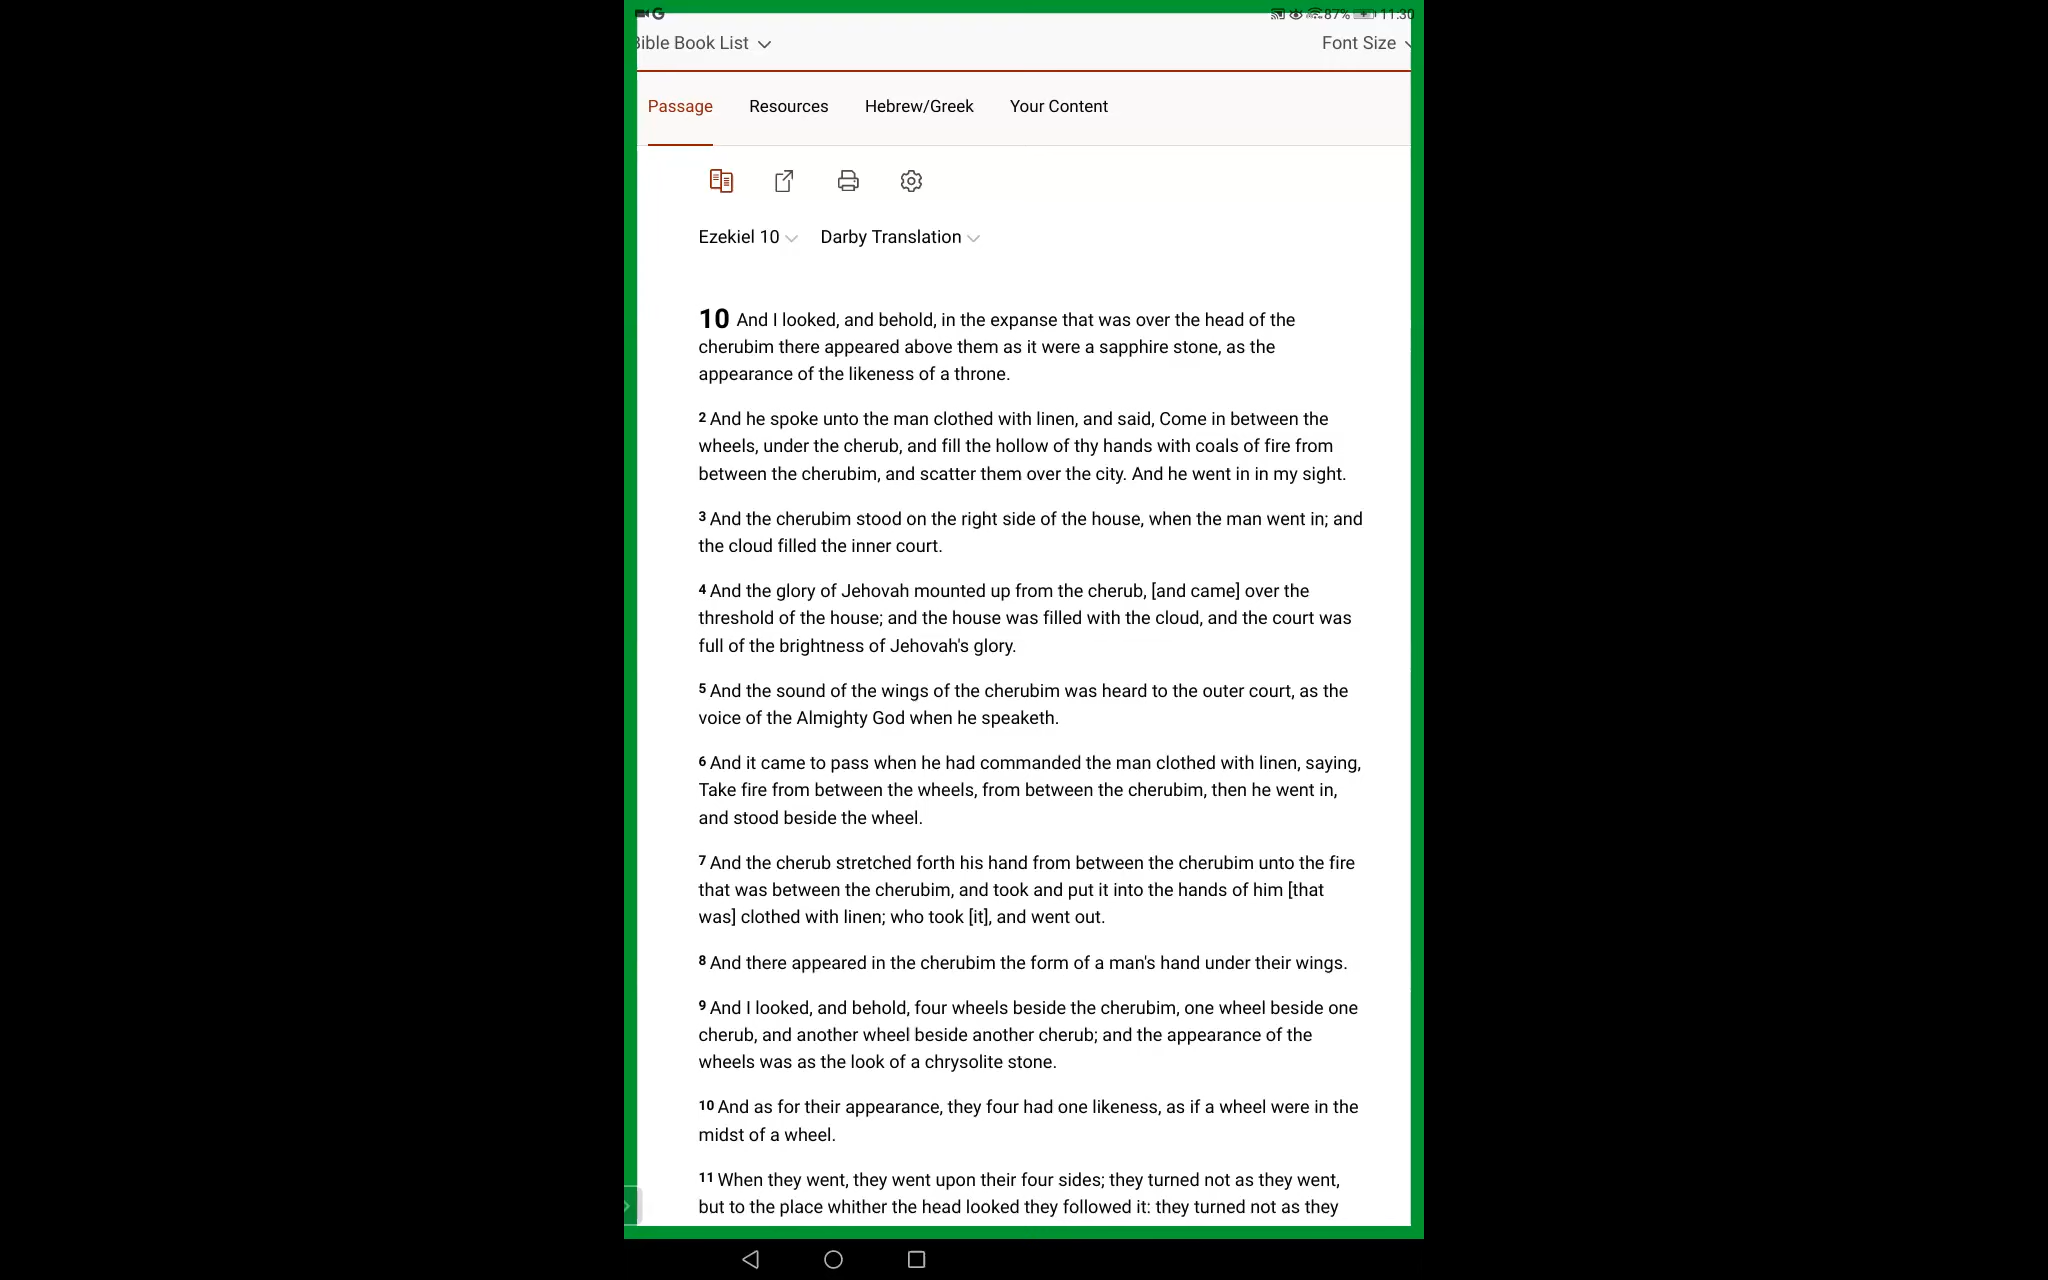 G 87% 11:30
Bible Book List Font Size
Passage Resources Hebrew/Greek Your Content
Ezekiel 10 Darby Translation
10 And I looked, and behold, in the expanse that was over the head of the
cherubim there appeared above them as it were a sapphire stone, as the
appearance of the likeness of a throne.
2 And he spoke unto the man clothed with linen, and said, Come in between the
wheels, under the cherub, and fill the hollow of thy hands with coals of fire from
between the cherubim, and scatter them over the city. And he went in in my sight.
3 And the cherubim stood on the right side of the house, when the man went in; and
the cloud filled the inner court.
4 And the glory of Jehovah mounted up from the cherub, [and came] over the
threshold of the house; and the house was filled with the cloud, and the court was
full of the brightness of Jehovah's glory.
5 And the sound of the wings of the cherubim was heard to the outer court, as the
voice of the Almighty God when he speaketh.
6 And it came to pass when he had commanded the man clothed with linen, saying,
Take fire from between the wheels, from between the cherubim, then he went in,
and stood beside the wheel.
7 And the cherub stretched forth his hand from between the cherubim unto the fire
that was between the cherubim, and took and put it into the hands of him [that
was] clothed with linen; who took [it], and went out.
8 And there appeared in the cherubim the form of a man's hand under their wings.
9 And I looked, and behold, four wheels beside the cherubim, one wheel beside one
cherub, and another wheel beside another cherub; and the appearance of the
wheels was as the look of a chrysolite stone.
10 And as for their appearance, they four had one likeness, as if a wheel were in the
midst of a wheel.
11 When they went, they went upon their four sides; they turned not as they went,
but to the place whither the head looked they followed it: they turned not as they